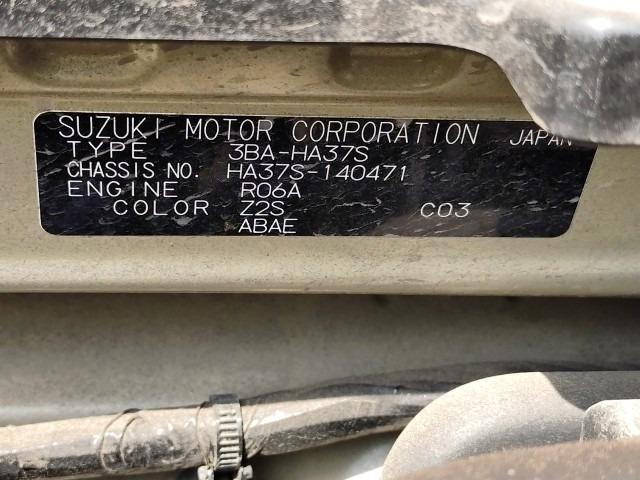 SUZUKI MOTOR CORPORATION JAPAN
TYPE 3BA-HA37S
CHASSIS NO. HA37S-140471
ENGINE R06A
COLOR Z2S C03
ABAE